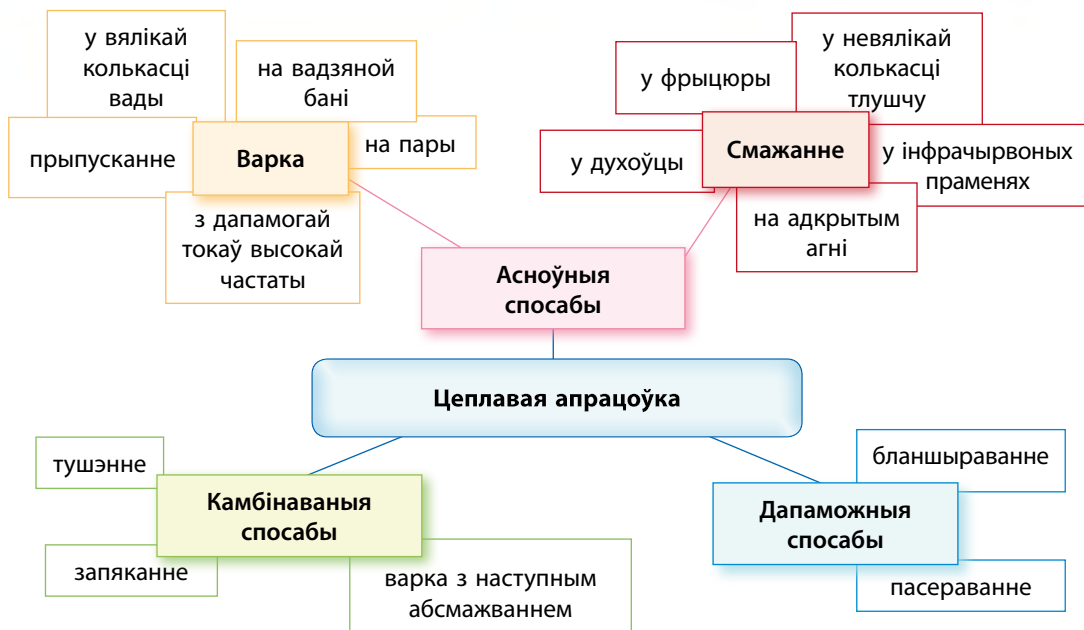 у вялікай
колькасці
вады
на вадзяной
бані
прыпусканне
Варка
на пары
з дапамогай
токаў высокай
частаты
у фрыцюры
у невялікай
колькасці
тлушчу
у духоўцы
Смажанне
у інфрачырвоных
праменях
на адкрытым
агні
Асноўныя
спосабы
Цеплавая апрацоўка
тушэнне
Камбінаваныя
спосабы
запяканне
варка з наступным
абсмажваннем
бланшыраванне
Дапаможныя
спосабы
пасераванне